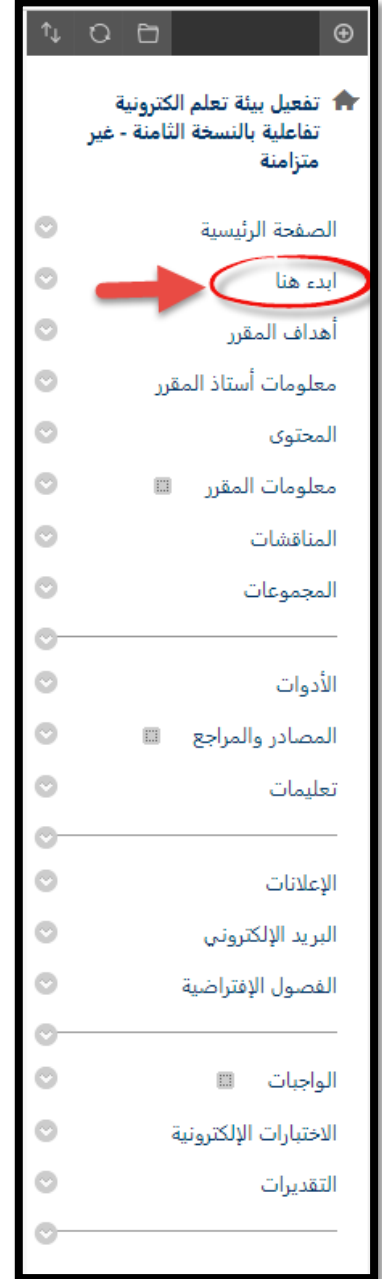 تفعيل بيئة تعلم الكترونية
تفاعلية بالنسخة الثامنة - غير
متزامنة
الصفحة الرئيسية
ابدء هنا
أهداف المقرر
معلومات أستاذ المقرر
المحتوى
معلومات المقرر
المناقشات
المجموعات
الأدوات
المصادر والمراجع
تعليمات
الإعلانات
البريد الإلكتروني
الفصول الإفتراضية
الواجبات
الاختبارات الإلكترونية
التقديرات